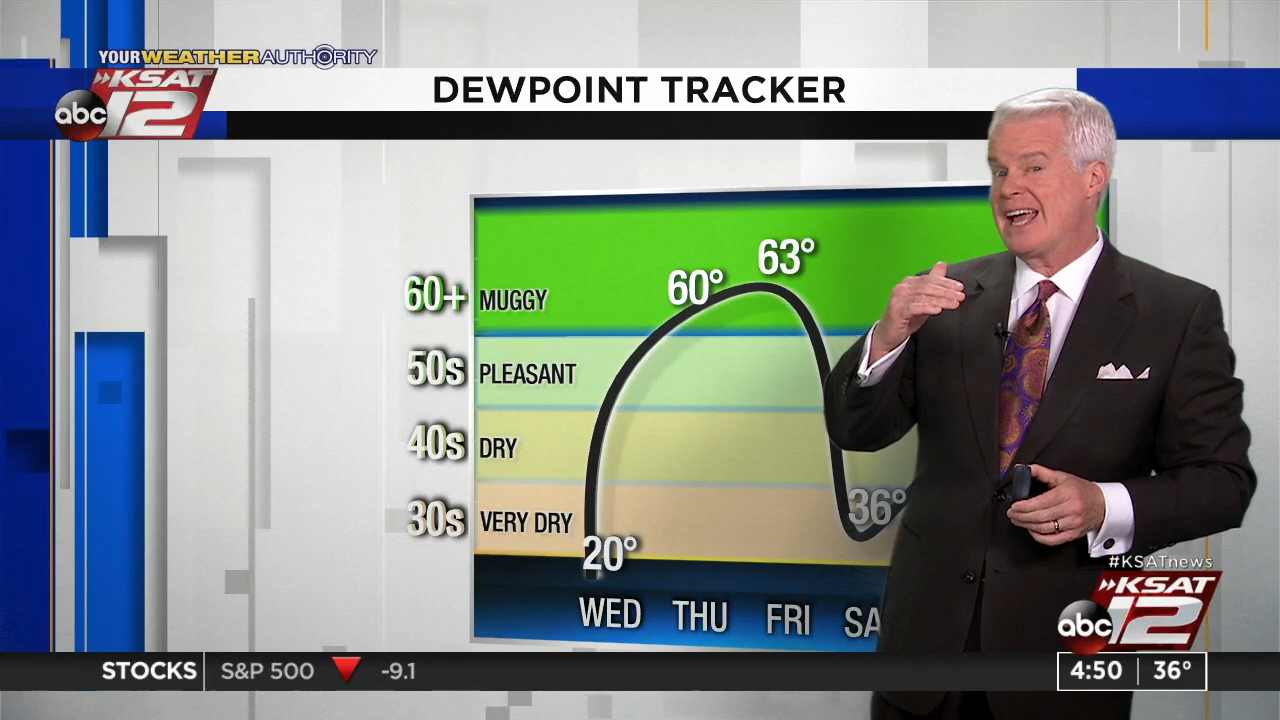 YOUR WEATHER AUTHORITY
KSAT
abc 12
DEWPOINT TRACKER
60+ MUGGY
50s PLEASANT
40s DRY
30s VERY DRY
60°
63°
36°
20°
WED THU FRI SA
#KSATnews
KSAT
abc 12
STOCKS S&P 500 -9.1
4:50 36°